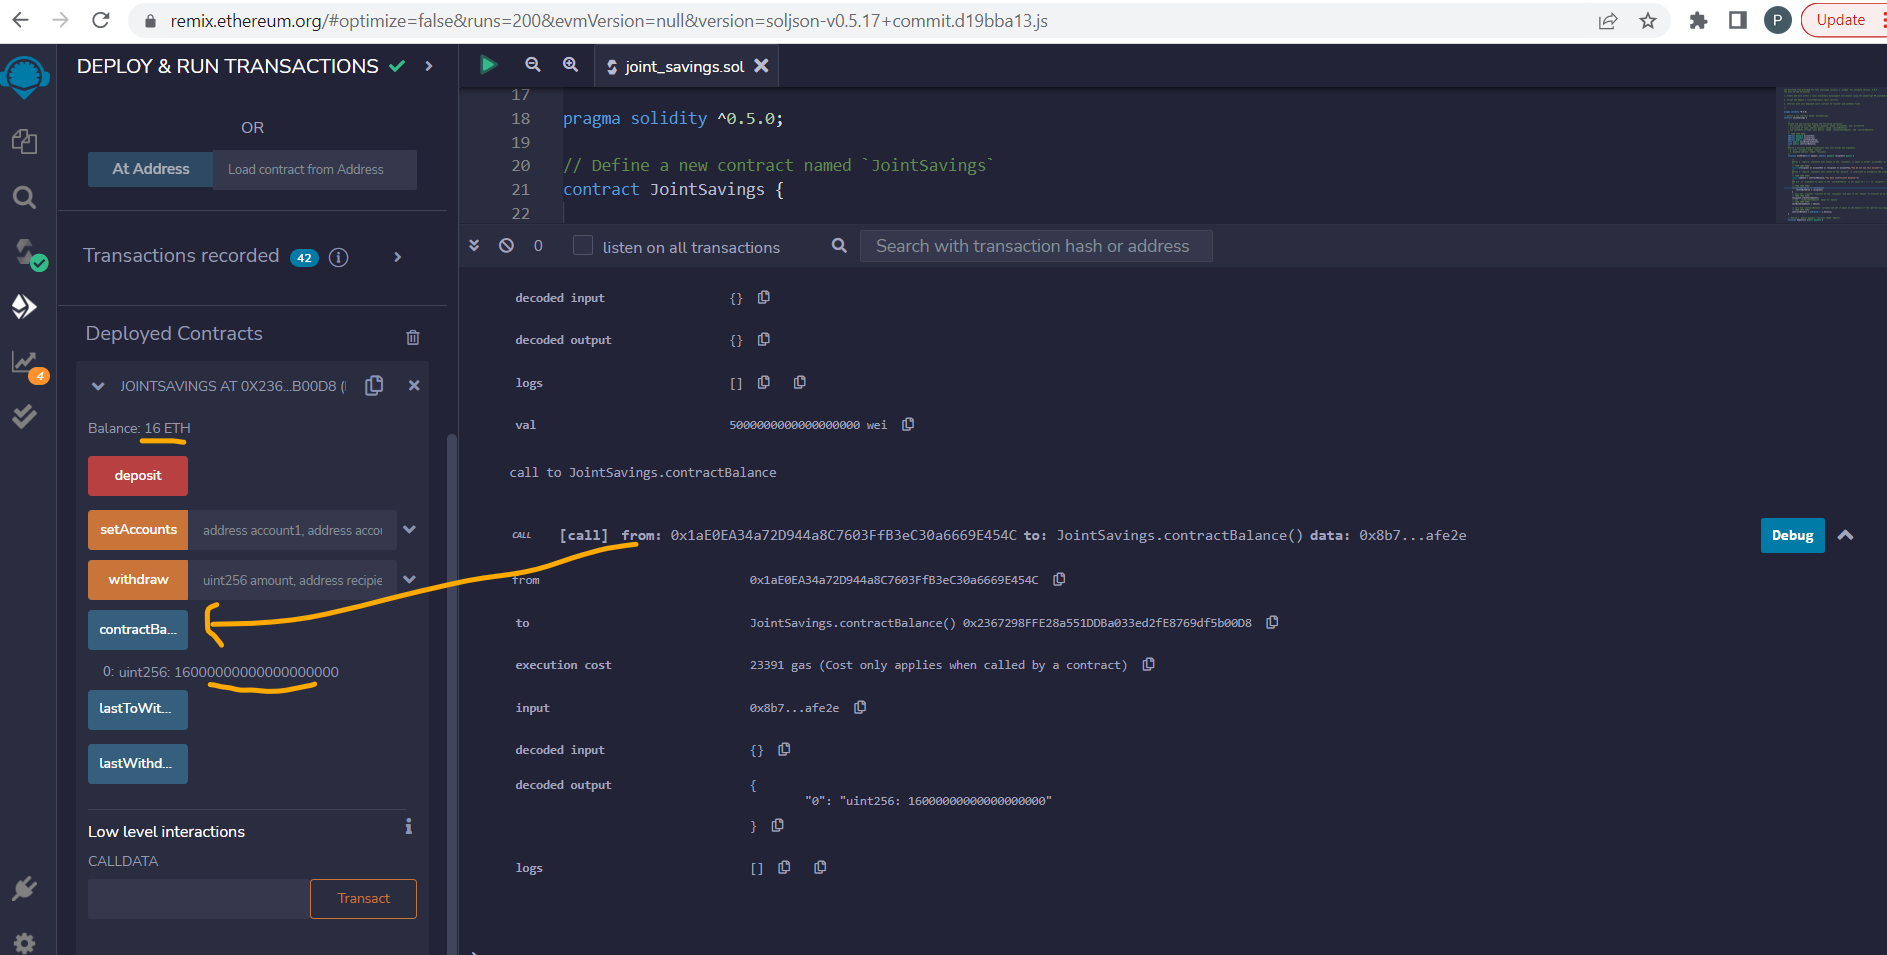 remix.ethereum.org/#optimize=false&runs=200&evmVersion=null&version=soljson-v0.5.17+commit.d19bba13.js
P
Update
DEPLOY & RUN TRANSACTIONS
OR
At Address
Load contract from Address
Transactions recorded 42 i
Deployed Contracts
4
JOINTSAVINGS AT 0X236...B00D8 (
Balance: 16 ETH
deposit
setAccounts
address account1, address accou
withdraw
uint256 amount, address recipie
contractBa...
0: uint256: 16000000000000000000
lastToWit...
lastWithd...
Low level interactions
i
CALLDATA
Transact
joint_savings.sol
17
18 pragma solidity ^0.5.0;
19
20 // Define a new contract named `JointSavings`
21 contract JointSavings {
22
0
listen on all transactions
Search with transaction hash or address
decoded input {}
decoded output {}
logs []
val 5000000000000000000 wei
call to JointSavings.contractBalance
CALL [call] from: 0x1aE0EA34a72D944a8C7603FfB3eC30a6669E454C to: JointSavings.contractBalance() data: 0x8b7...afe2e
Debug
from 0x1aE0EA34a72D944a8C7603FfB3eC30a6669E454C
to JointSavings.contractBalance() 0x2367298FFE28a551DDBa033ed2fE8769df5b00D8
execution cost 23391 gas (Cost only applies when called by a contract)
input 0x8b7...afe2e
decoded input {}
decoded output {
"0": "uint256: 16000000000000000000"
}
logs []